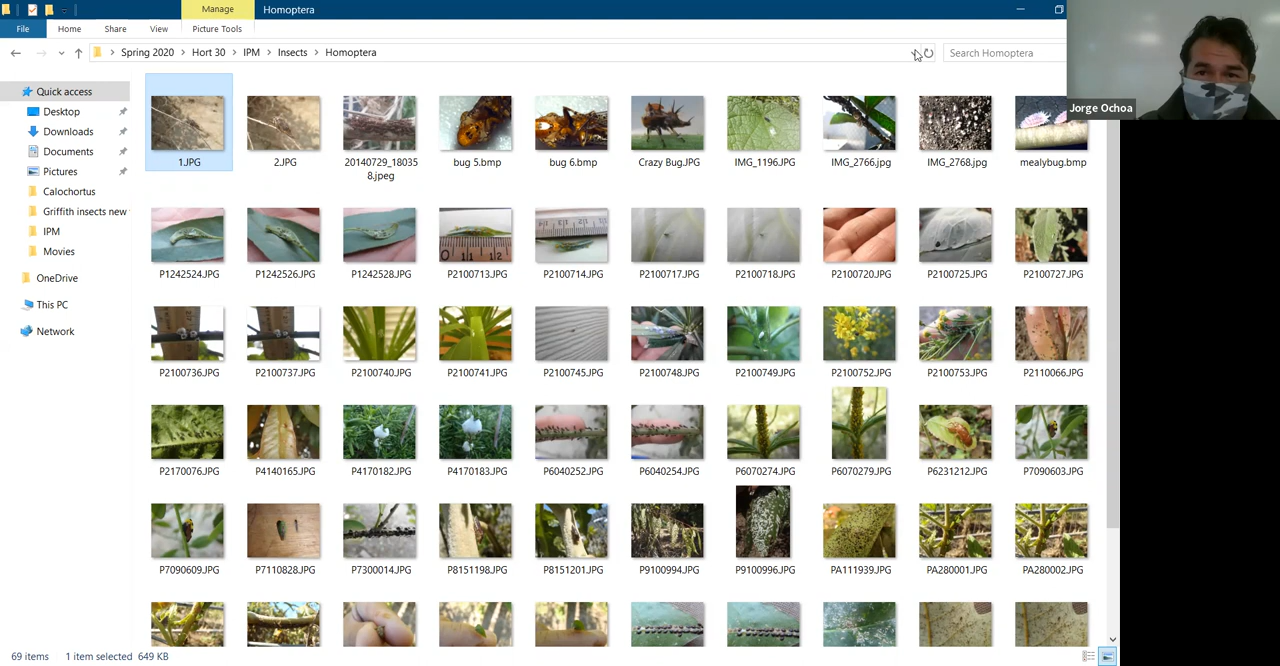 Manage
Homoptera
File
Home
Share
View
Picture Tools
Spring 2020
Hort 30
IPM
Insects
Homoptera
Search Homoptera
Jorge Ochoa
Quick access
Desktop
Downloads
Documents
Pictures
Calochortus
Griffith insects new
IPM
Movies
OneDrive
This PC
Network
1.JPG
2.JPG
20140729_18035
8.jpeg
bug 5.bmp
bug 6.bmp
Crazy Bug.JPG
IMG_1196.JPG
IMG_2766.jpg
IMG_2768.jpg
mealybug.bmp
P1242524.JPG
P1242526.JPG
P1242528.JPG
P2100713.JPG
P2100714.JPG
P2100717.JPG
P2100718.JPG
P2100720.JPG
P2100725.JPG
P2100727.JPG
P2100736.JPG
P2100737.JPG
P2100740.JPG
P2100741.JPG
P2100745.JPG
P2100748.JPG
P2100749.JPG
P2100752.JPG
P2100753.JPG
P2110066.JPG
P2170076.JPG
P4140165.JPG
P4170182.JPG
P4170183.JPG
P6040252.JPG
P6040254.JPG
P6070274.JPG
P6070279.JPG
P6231212.JPG
P7090603.JPG
P7090609.JPG
P7110828.JPG
P7300014.JPG
P8151198.JPG
P8151201.JPG
P9100994.JPG
P9100996.JPG
PA111939.JPG
PA280001.JPG
PA280002.JPG
69 items
1 item selected 649 KB